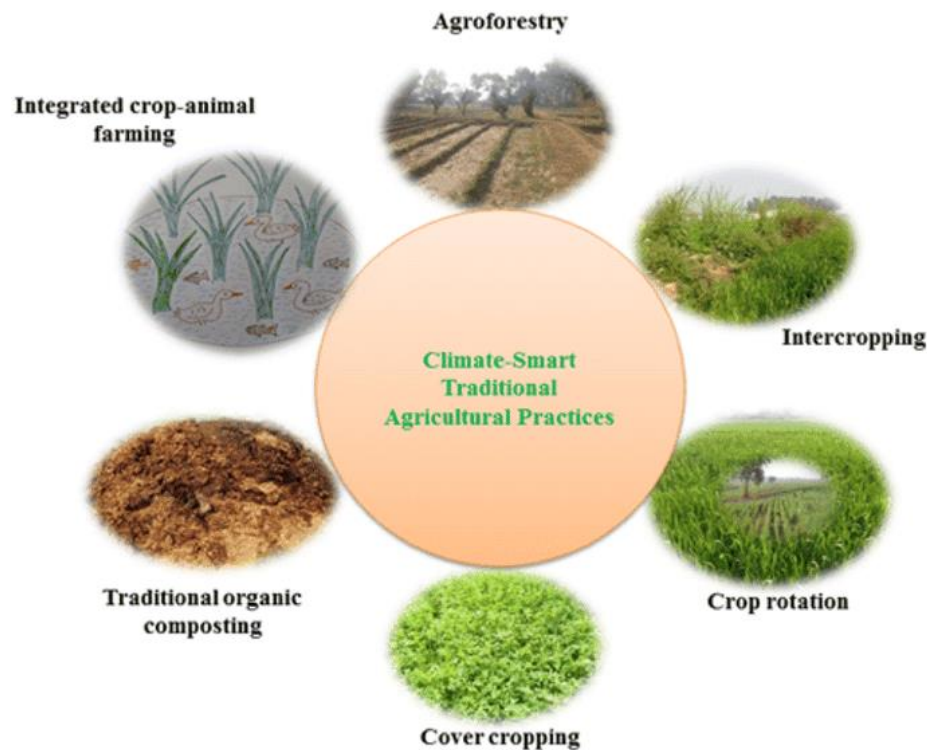 Agroforestry
Integrated crop-animal
farming
Intercropping
Climate-Smart
Traditional
Agricultural Practices
Traditional organic
composting
Crop rotation
Cover cropping